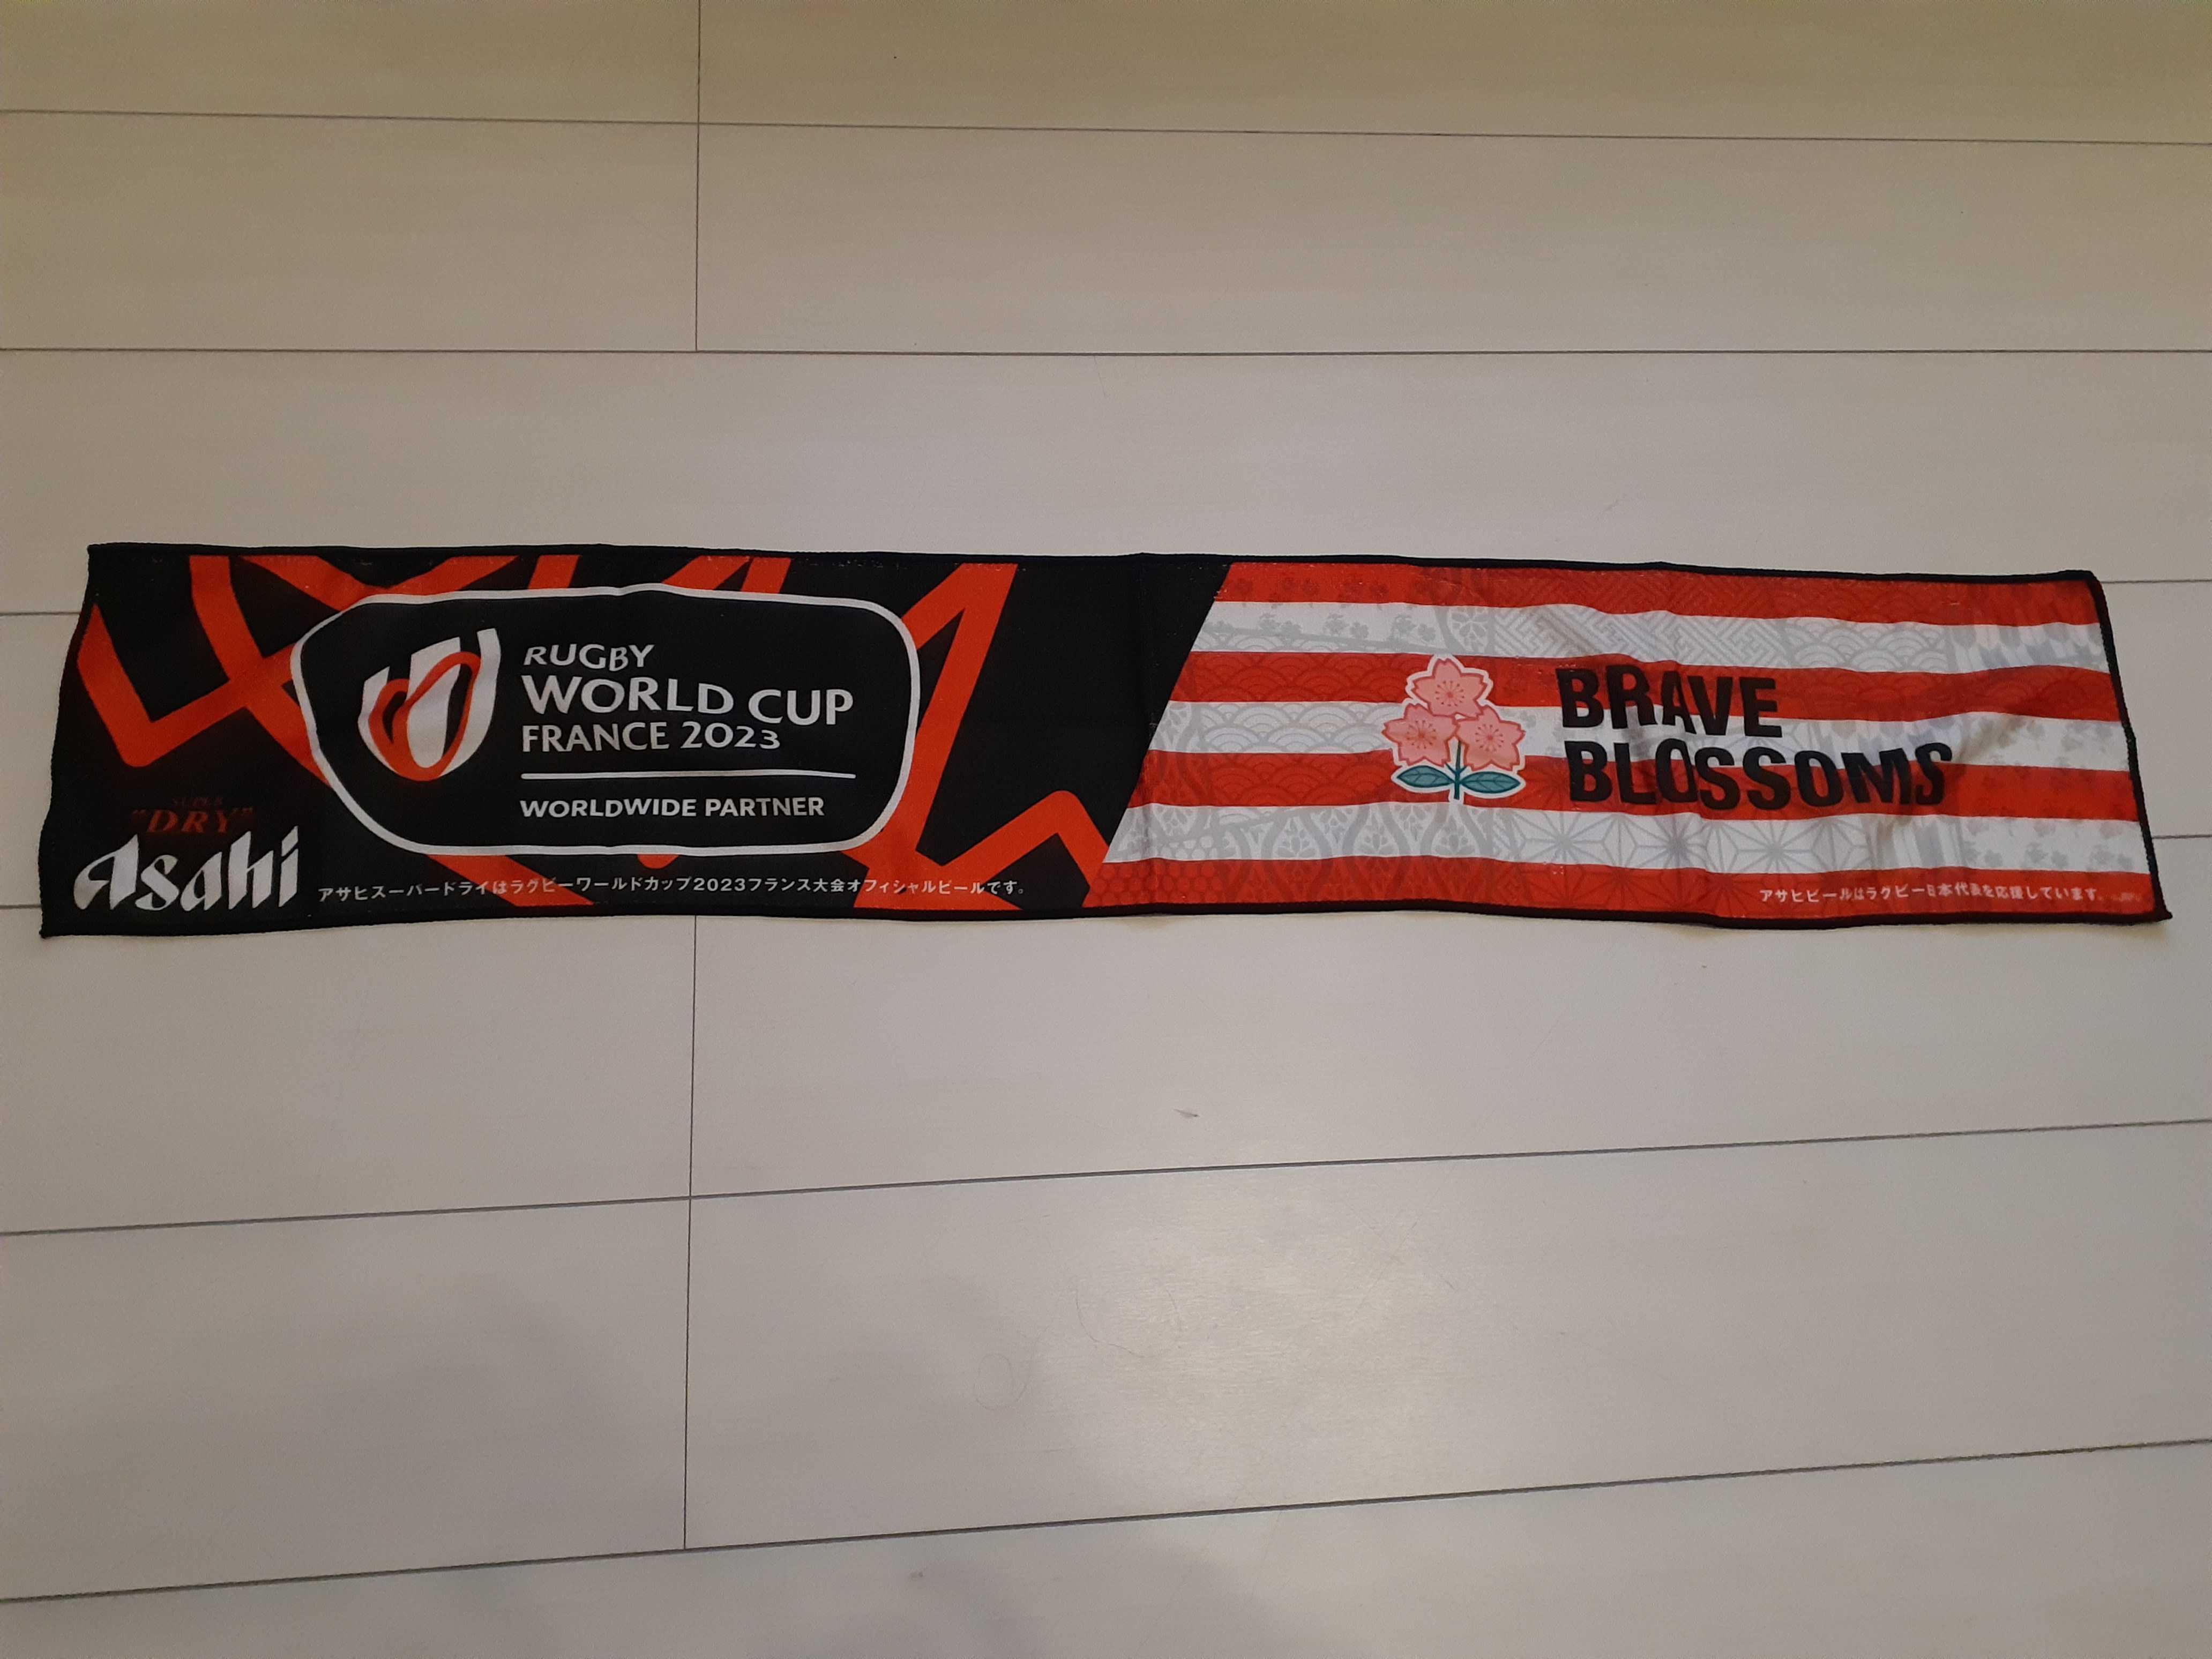 RUGBY
WORLD CUP
FRANCE 2023
WORLDWIDE PARTNER
SUPER
"DRY"
Asahi
アサヒスーパードライはラグビーワールドカップ2023フランス大会オフィシャルビールです。
BRAVE
BLOSSOMS
アサヒビールはラグビー日本代表を応援しています。